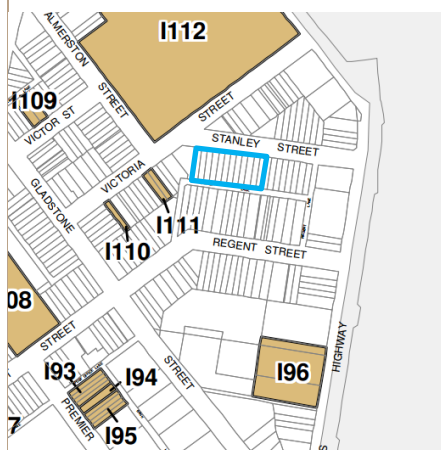 I112
ALMERSTON
STREET
I109
VICTOR ST
STREET
STANLEY STREET
VICTORIA
GLADSTONE
I111
I110
REGENT STREET
08
STREET
I93
I94
STREET
I96
HIGHWAY
7
PREMIER
I95
S